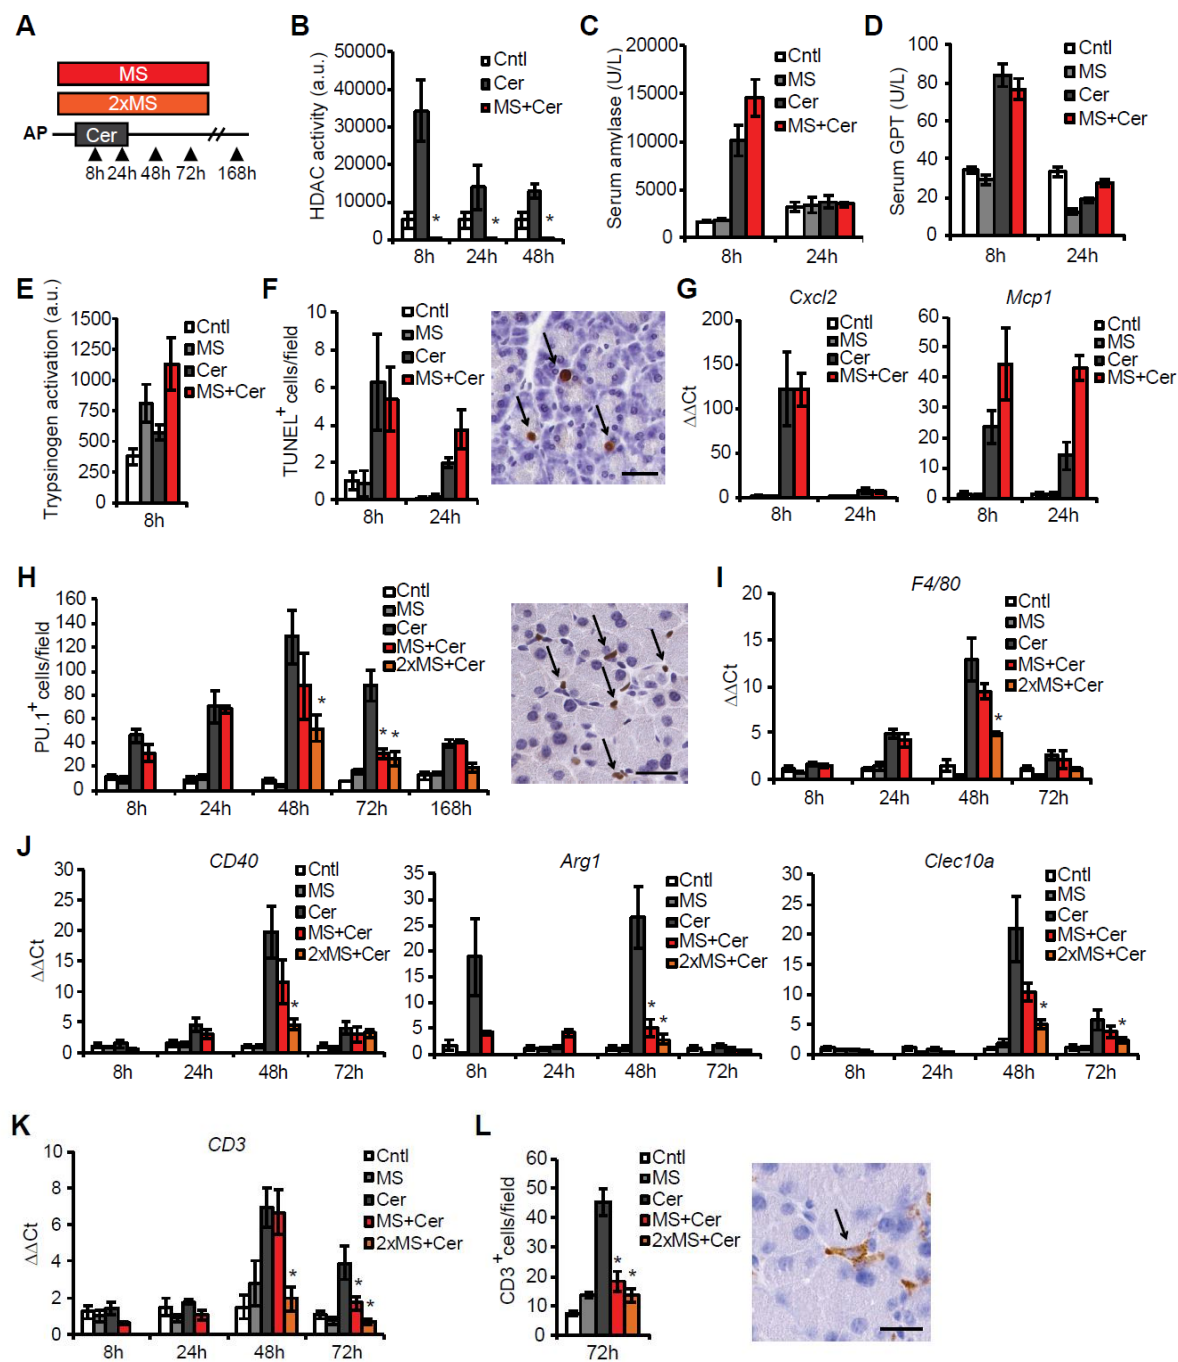 A
MS
2xMS
AP
Cer
8h 24h 48h 72h 168h
B
HDAC activity (a.u.)
50000
40000
30000
20000
10000
0
Cntl
Cer
MS+Cer
* * *
8h 24h 48h
C
Serum amylase (U/L)
20000
15000
10000
5000
0
Cntl
MS
Cer
MS+Cer
8h 24h
D
Serum GPT (U/L)
100
80
60
40
20
0
Cntl
MS
Cer
MS+Cer
8h 24h
E
Trypsinogen activation (a.u.)
1500
1250
1000
750
500
250
0
Cntl
MS
Cer
MS+Cer
8h
F
TUNEL+ cells/field
10
8
6
4
2
0
Cntl
MS
Cer
MS+Cer
8h 24h
G
Cxcl2
ΔΔCt
200
150
100
50
0
Cntl
MS
Cer
MS+Cer
8h 24h
Mcp1
60
50
40
30
20
10
0
Cntl
MS
Cer
MS+Cer
8h 24h
H
PU.1+ cells/field
160
140
120
100
80
60
40
20
0
Cntl
MS
Cer
MS+Cer
2xMS+Cer
*
* *
8h 24h 48h 72h 168h
I
F4/80
ΔΔCt
20
15
10
5
0
Cntl
MS
Cer
MS+Cer
2xMS+Cer
*
8h 24h 48h 72h
J
CD40
ΔΔCt
30
25
20
15
10
5
0
Cntl
MS
Cer
MS+Cer
2xMS+Cer
*
8h 24h 48h 72h
Arg1
35
30
25
20
15
10
5
0
Cntl
MS
Cer
MS+Cer
2xMS+Cer
*
*
8h 24h 48h 72h
Clec10a
30
25
20
15
10
5
0
Cntl
MS
Cer
MS+Cer
2xMS+Cer
*
*
8h 24h 48h 72h
K
CD3
ΔΔCt
10
8
6
4
2
0
Cntl
MS
Cer
MS+Cer
2xMS+Cer
*
*
*
8h 24h 48h 72h
L
CD3+cells/field
60
50
40
30
20
10
0
Cntl
MS
Cer
MS+Cer
2xMS+Cer
*
*
72h